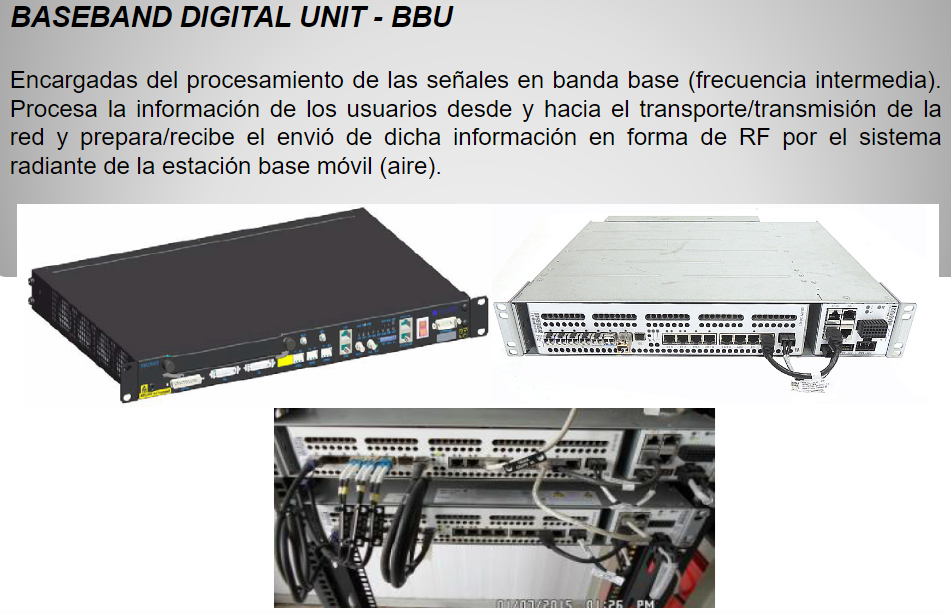 BASEBAND DIGITAL UNIT - BBU
Encargadas del procesamiento de las señales en banda base (frecuencia intermedia).
Procesa la información de los usuarios desde y hacia el transporte/transmisión de la
red y prepara/recibe el envió de dicha información en forma de RF por el sistema
radiante de la estación base móvil (aire).
01/07/2015 01:26 PM